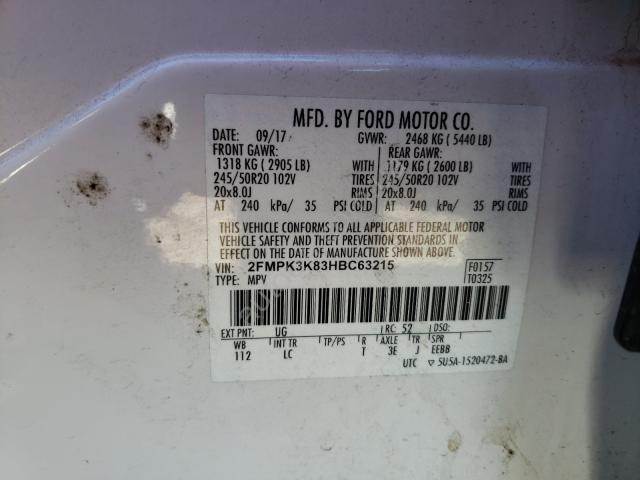 MFD. BY FORD MOTOR CO.
DATE: 09/17 GVWR: 2468 KG ( 5440 LB)
FRONT GAWR: REAR GAWR:
1318 KG ( 2905 LB) WITH 1179 KG ( 2600 LB) WITH
245/50R20 102V TIRES 245/50R20 102V TIRES
20x8.0J RIMS 20x8.0J RIMS
AT 240 kPa/ 35 PSI COLD AT 240 kPa/ 35 PSI COLD
THIS VEHICLE CONFORMS TO ALL APPLICABLE FEDERAL MOTOR
VEHICLE SAFETY AND THEFT PREVENTION STANDARDS IN
EFFECT ON THE DATE OF MANUFACTURE SHOWN ABOVE.
VIN: 2FMPK3K83HBC63215 F0157
TYPE: MPV T0325
EXT PNT: UG RC: 52 DSO:
WB INT TR TP/PS R AXLE TR SPR
112 LC T 3E J EEBB
UTC ▽ 5U5A-1520472-BA